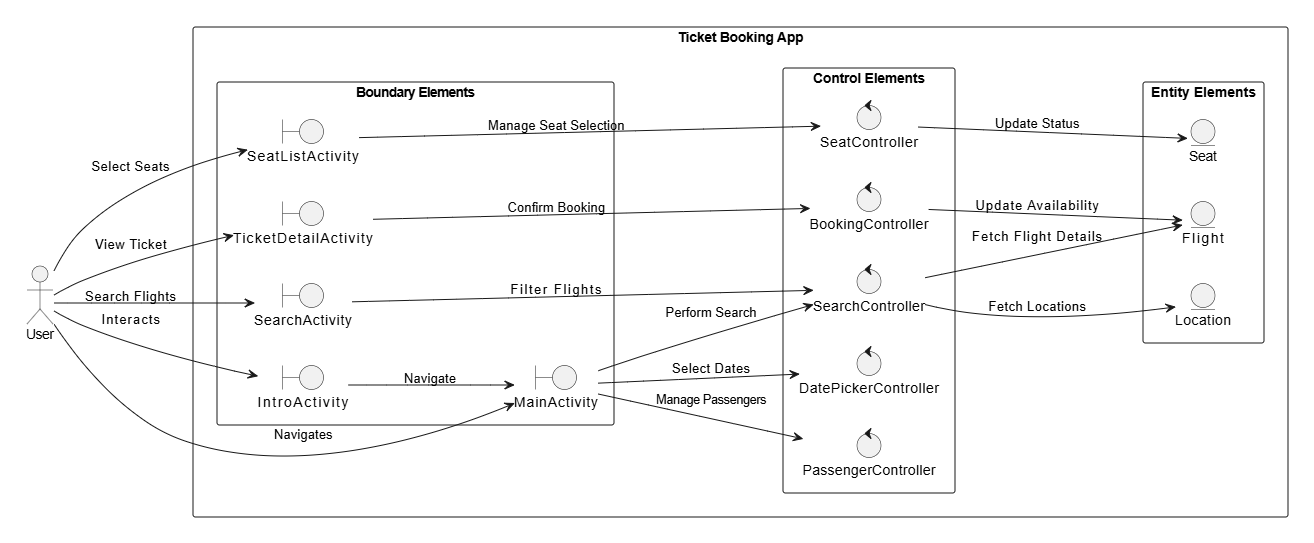 Ticket Booking App
Boundary Elements
Control Elements
Entity Elements
SeatListActivity
Manage Seat Selection
SeatController
Update Status
Seat
Select Seats
TicketDetailActivity
Confirm Booking
BookingController
Update Availability
Flight
View Ticket
Fetch Flight Details
Search Flights
SearchActivity
Filter Flights
SearchController
Fetch Locations
Location
Interacts
User
Perform Search
IntroActivity
Navigate
MainActivity
Select Dates
DatePickerController
Manage Passengers
Navigates
PassengerController